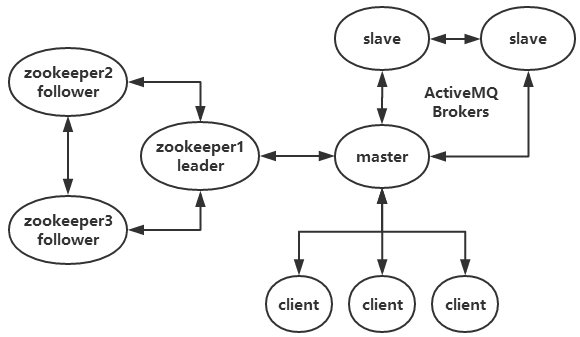 zookeeper2
follower
zookeeper1
leader
zookeeper3
follower
slave
slave
ActiveMQ
Brokers
master
client
client
client